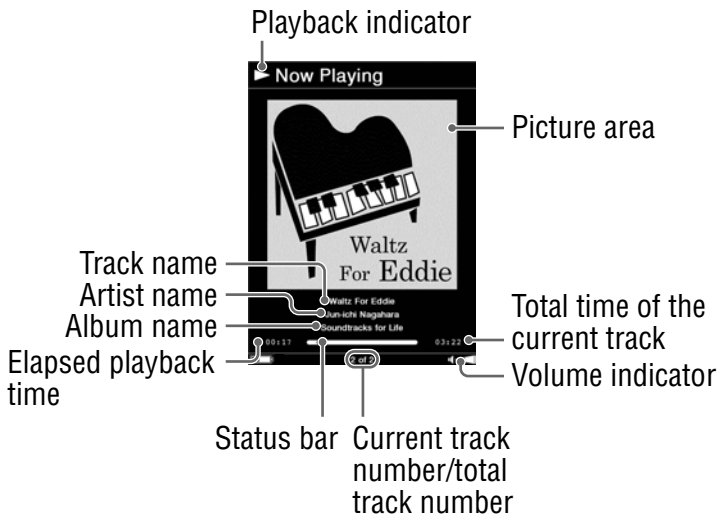 Playback indicator
Now Playing
Picture area
Waltz
For Eddie
Track name
Waltz For Eddie
Artist name
Jun-ichi Nagahara
Album name
Soundtracks for Life
Elapsed playback
time
00:17
03:22
Total time of the
current track
2 of 2
Volume indicator
Status bar
Current track
number/total
track number